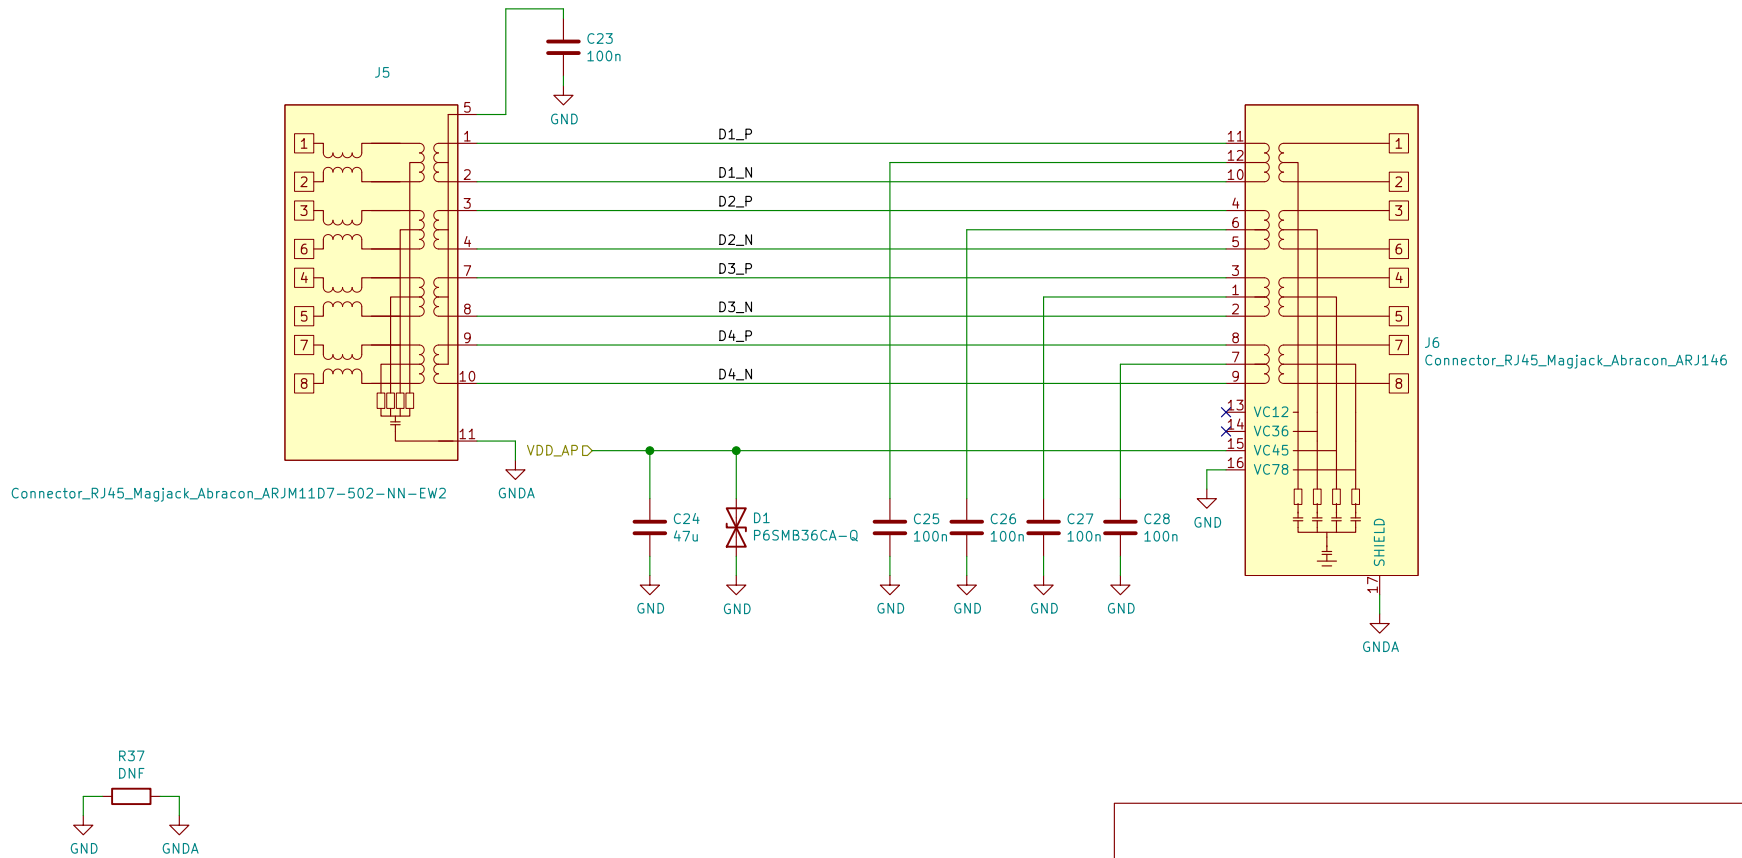 C23
100n
GND
J5
5
1
2
3
4
7
8
9
10
11
1
2
3
6
4
5
7
8
GNDA
Connector_RJ45_Magjack_Abracon_ARJM11D7-502-NN-EW2
D1_P
D1_N
D2_P
D2_N
D3_P
D3_N
D4_P
D4_N
VDD_AP
C24
47u
GND
D1
P6SMB36CA-Q
GND
C25
100n
GND
C26
100n
GND
C27
100n
GND
C28
100n
GND
11
12
10
4
6
5
3
1
2
8
7
9
13
14
15
16
VC12
VC36
VC45
VC78
GND
1
2
3
6
4
5
7
8
J6
Connector_RJ45_Magjack_Abracon_ARJ146
SHIELD
17
GNDA
R37
DNF
GND
GNDA